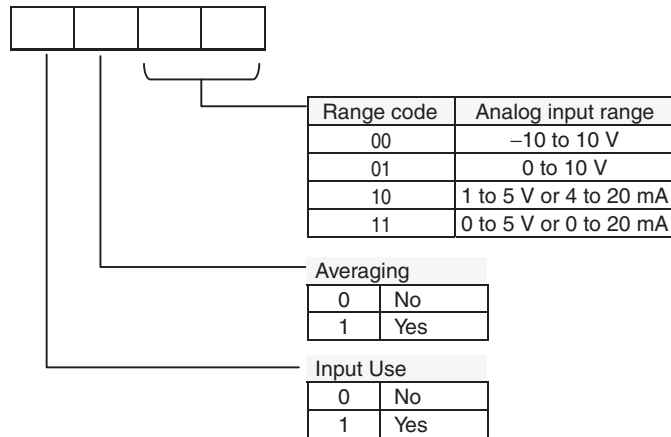 Range code Analog input range
00 –10 to 10 V
01 0 to 10 V
10 1 to 5 V or 4 to 20 mA
11 0 to 5 V or 0 to 20 mA
Averaging
0 No
1 Yes
Input Use
0 No
1 Yes